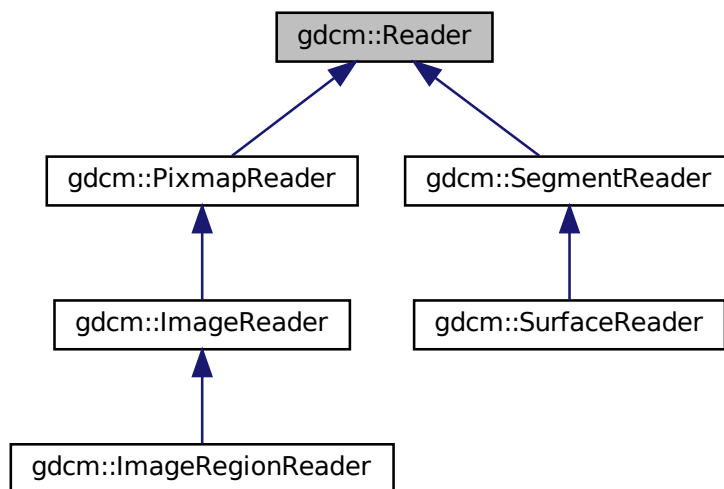 gdcm::Reader
gdcm::PixmapReader
gdcm::SegmentReader
gdcm::ImageReader
gdcm::SurfaceReader
gdcm::ImageRegionReader